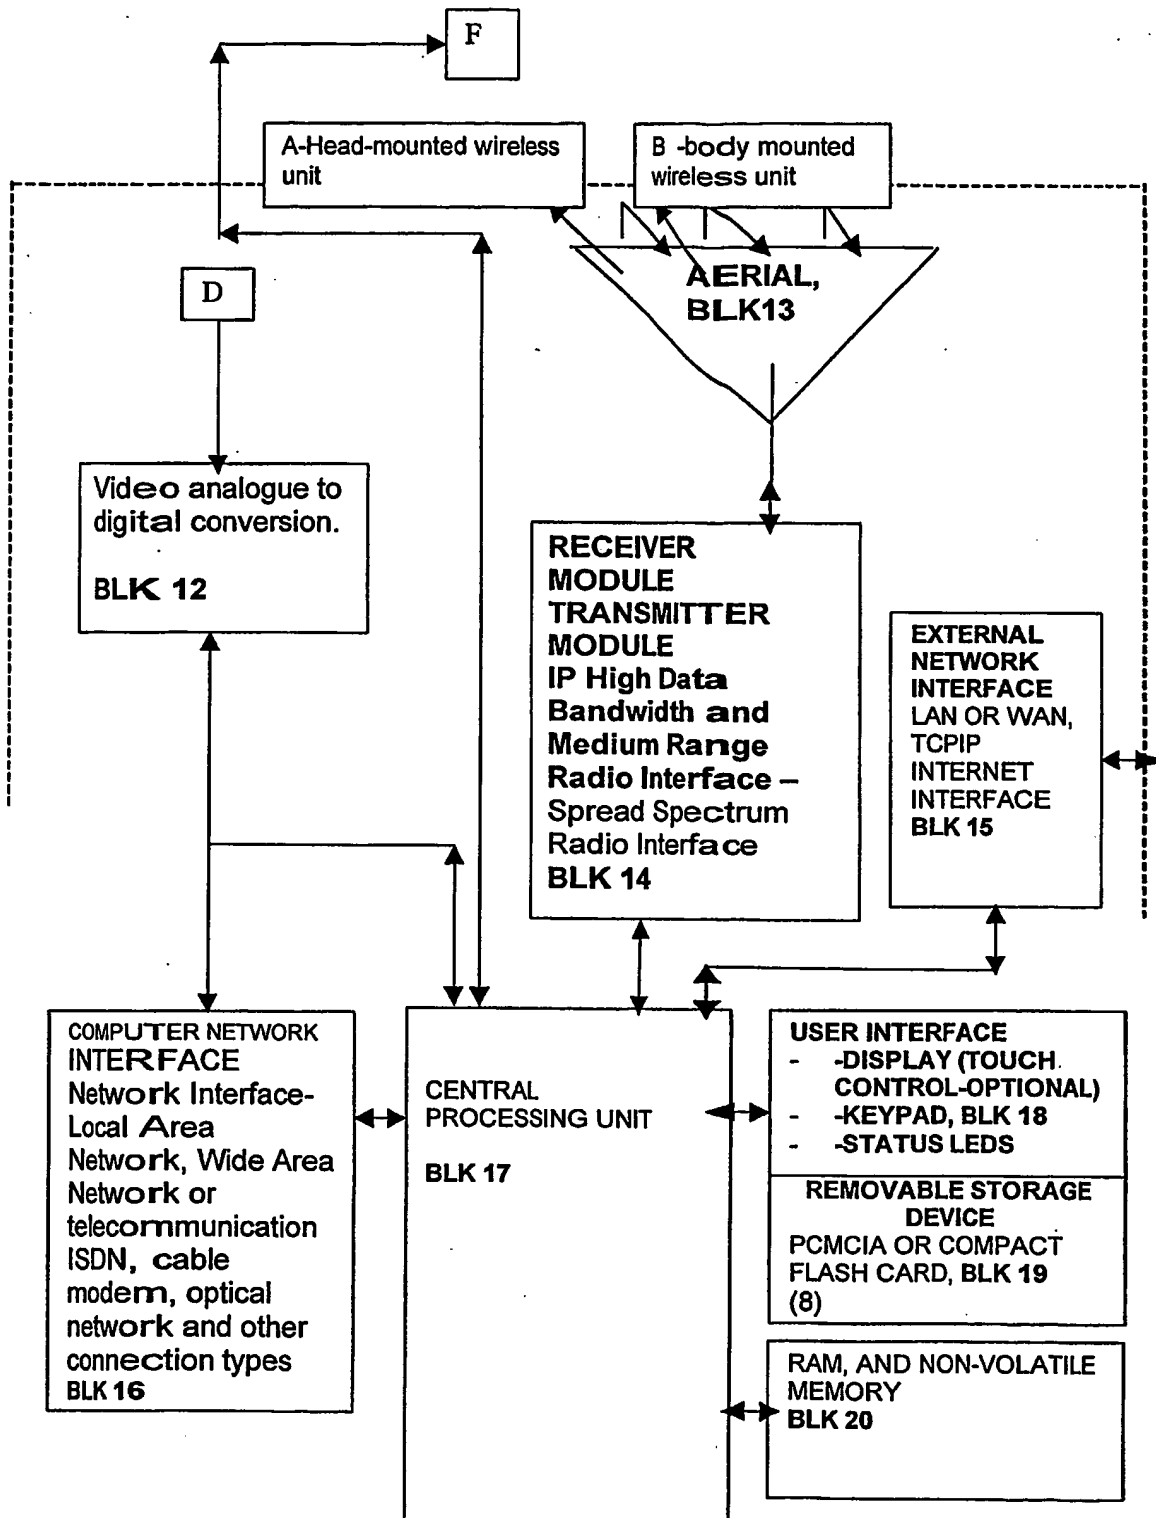 F
A-Head-mounted wireless
unit
B -body mounted
wireless unit
D
AERIAL,
BLK13
Video analogue to
digital conversion.
BLK 12
RECEIVER
MODULE
TRANSMITTER
MODULE
IP High Data
Bandwidth and
Medium Range
Radio Interface –
Spread Spectrum
Radio Interface
BLK 14
EXTERNAL
NETWORK
INTERFACE
LAN OR WAN,
TCPIP
INTERNET
INTERFACE
BLK 15
COMPUTER NETWORK
INTERFACE
Network Interface-
Local Area
Network, Wide Area
Network or
telecommunication
ISDN, cable
modem, optical
network and other
connection types
BLK 16
CENTRAL
PROCESSING UNIT
BLK 17
USER INTERFACE
- -DISPLAY (TOUCH
CONTROL-OPTIONAL)
- -KEYPAD, BLK 18
- -STATUS LEDS
REMOVABLE STORAGE
DEVICE
PCMCIA OR COMPACT
FLASH CARD, BLK 19
(8)
RAM, AND NON-VOLATILE
MEMORY
BLK 20